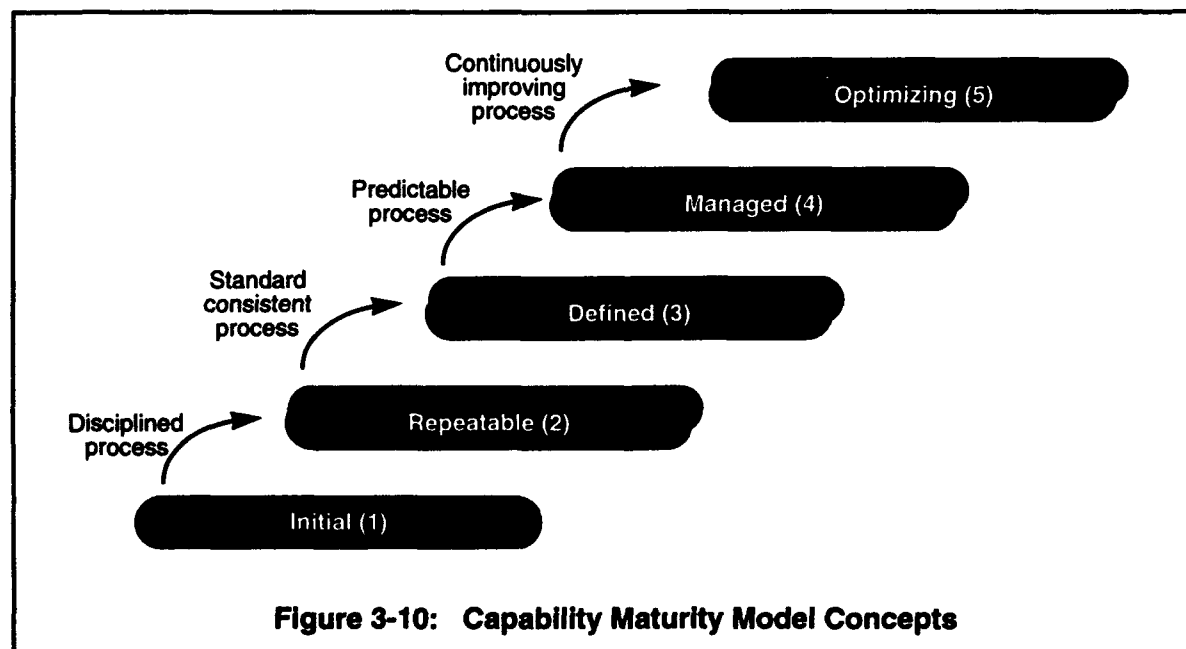 Continuously
improving
process
Optimizing (5)
Predictable
process
Managed (4)
Standard
consistent
process
Defined (3)
Disciplined
process
Repeatable (2)
Initial (1)
Figure 3-10: Capability Maturity Model Concepts